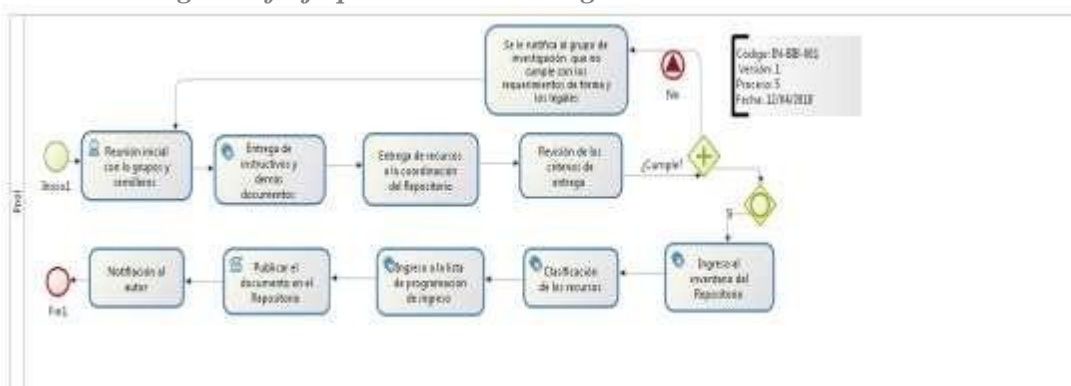 Se le notifica al grupo de
investigación que no
cumple con los
requerimientos de forma y
los legales
No
Código: IN-BIB-001
Versión: 1
Proceso: 5
Fecha: 12/04/2018
Inicio1
Reunión inicial
con lo grupos y
semilleros
Entrega de
instructivos y
demás
documentos
Entrega de recursos
a la coordinación
del Repositorio
Revisión de los
criterios de
entrega
¿Cumple?
Si
Pool
Fin1
Notifiación al
autor
Publicar el
documento en el
Repositorio
Ingreso a la lista
de programación
de ingreso
Clasificación
de los recursos
Ingreso al
inventario del
Repositorio